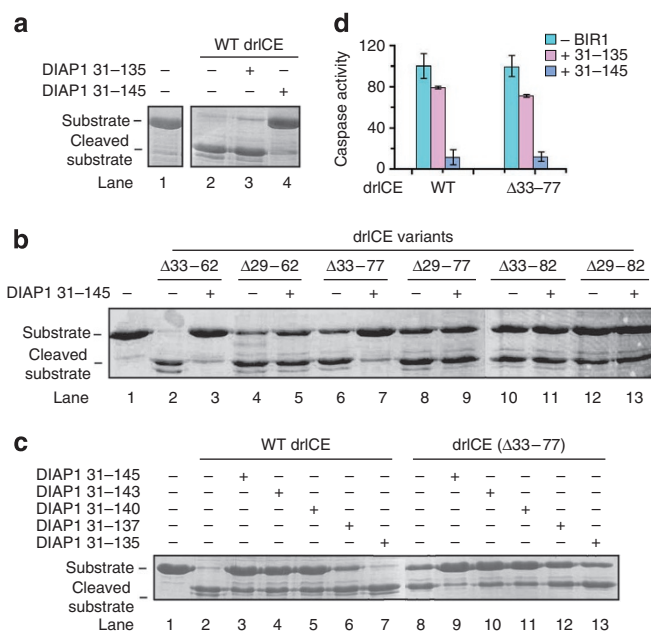 a
WT drICE
DIAP1 31–135 – – + –
DIAP1 31–145 – – – +
Substrate –
Cleaved –
substrate
Lane 1 2 3 4
d
– BIR1
+ 31–135
+ 31–145
Caspase activity
120
80
40
0
drICE WT Δ33–77
b
drICE variants
Δ33–62 Δ29–62 Δ33–77 Δ29–77 Δ33–82 Δ29–82
DIAP1 31–145 – – + – + – + – + – + – +
Substrate –
Cleaved –
substrate
Lane 1 2 3 4 5 6 7 8 9 10 11 12 13
c
WT drICE drICE (Δ33–77)
DIAP1 31–145 – – + – – – – – + – – – –
DIAP1 31–143 – – – + – – – – – + – – –
DIAP1 31–140 – – – – + – – – – – + – –
DIAP1 31–137 – – – – – + – – – – – + –
DIAP1 31–135 – – – – – – + – – – – – +
Substrate –
Cleaved –
substrate
Lane 1 2 3 4 5 6 7 8 9 10 11 12 13